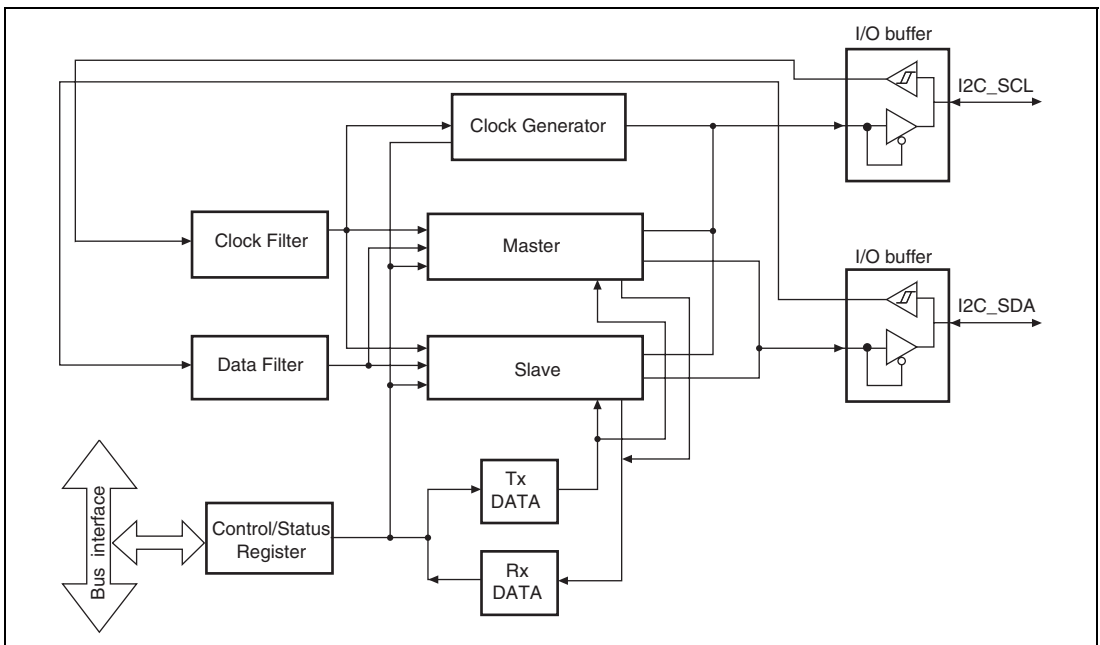 I/O buffer
I2C_SCL
Clock Generator
Clock Filter
Master
I/O buffer
I2C_SDA
Data Filter
Slave
Tx
DATA
Bus interface
Control/Status
Register
Rx
DATA